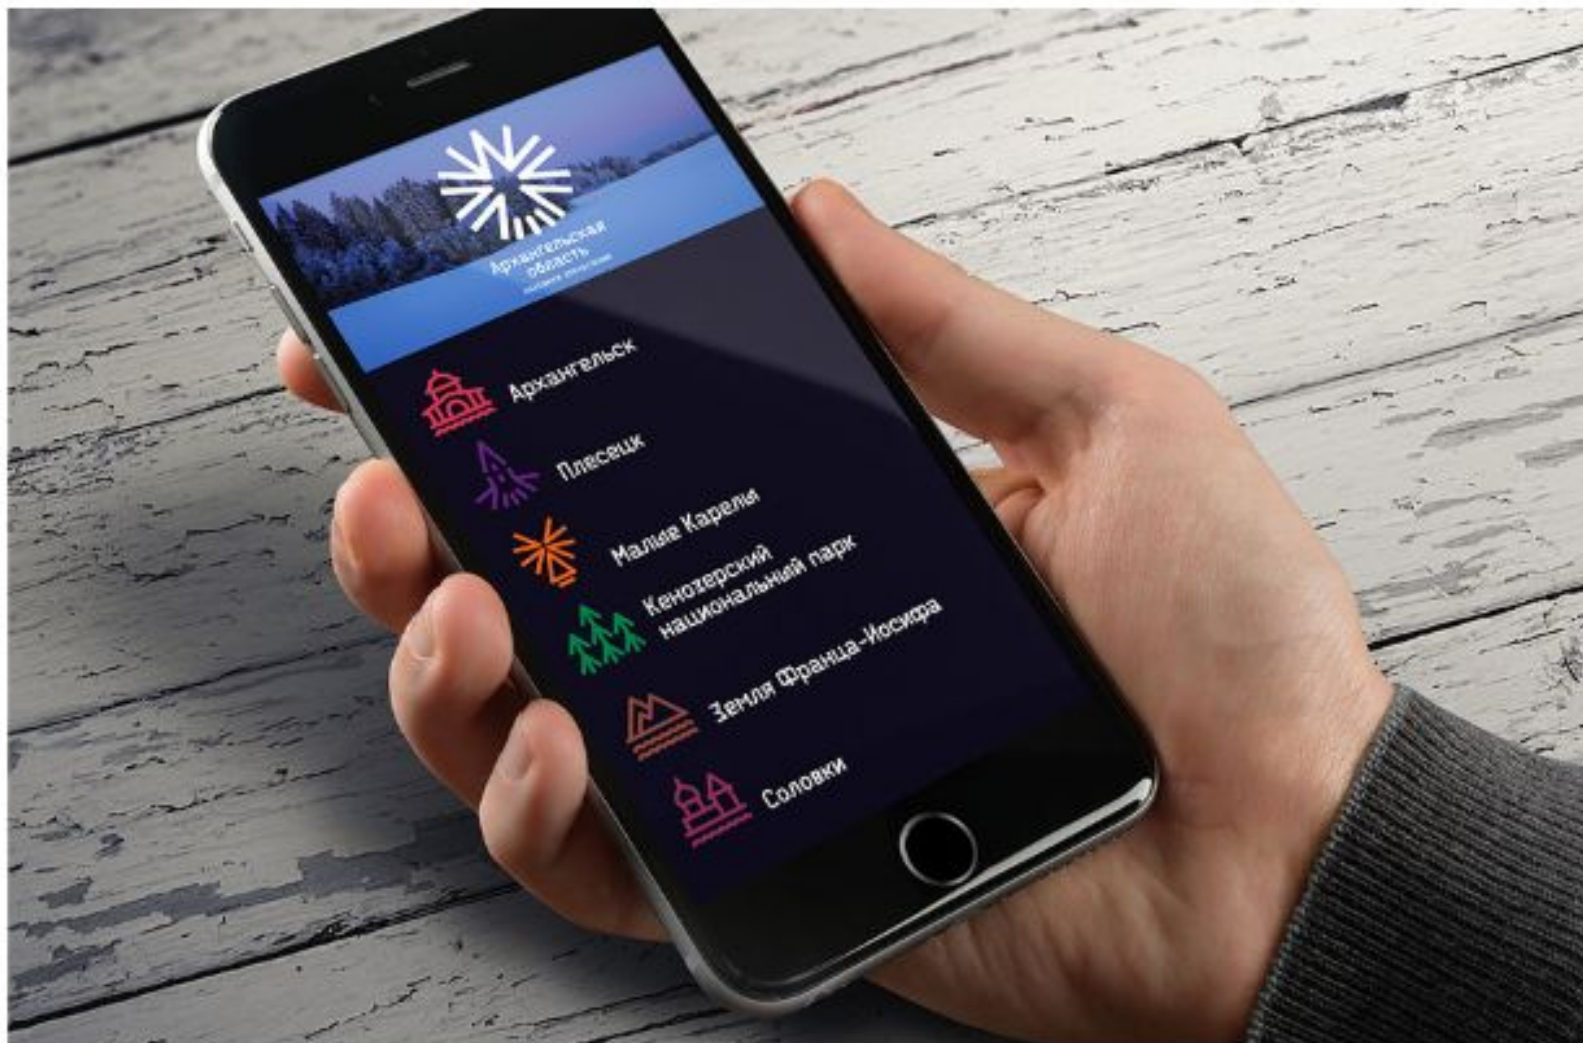 Архангельская
область
Архангельск
Плесецк
Малые Карелы
Кенозерский
национальный парк
Земля Франца-Иосифа
Соловки